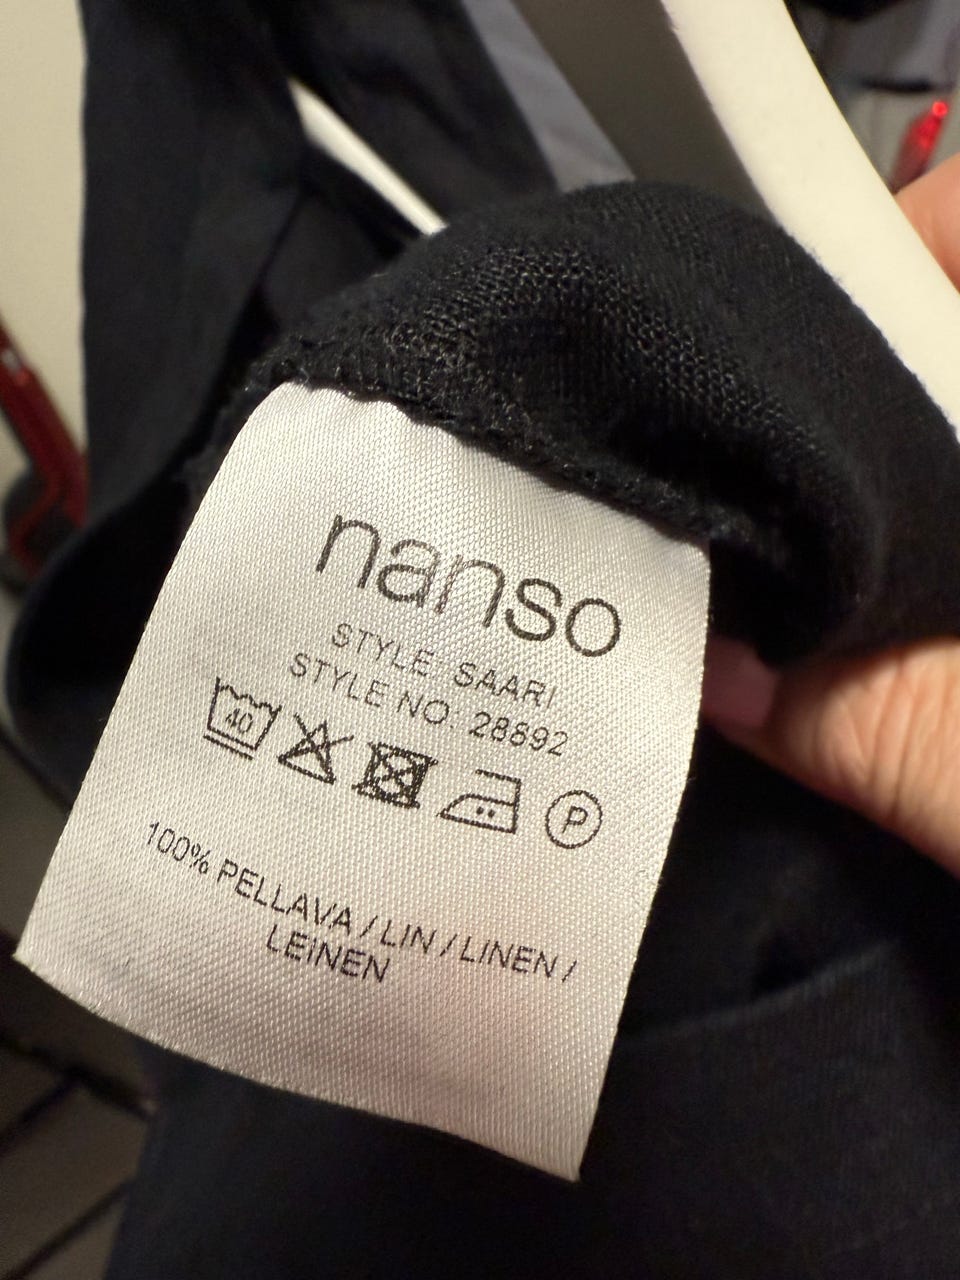 nanso
STYLE: SAARI
STYLE NO: 28892
40
P
100% PELLAVA / LIN / LINEN /
LEINEN